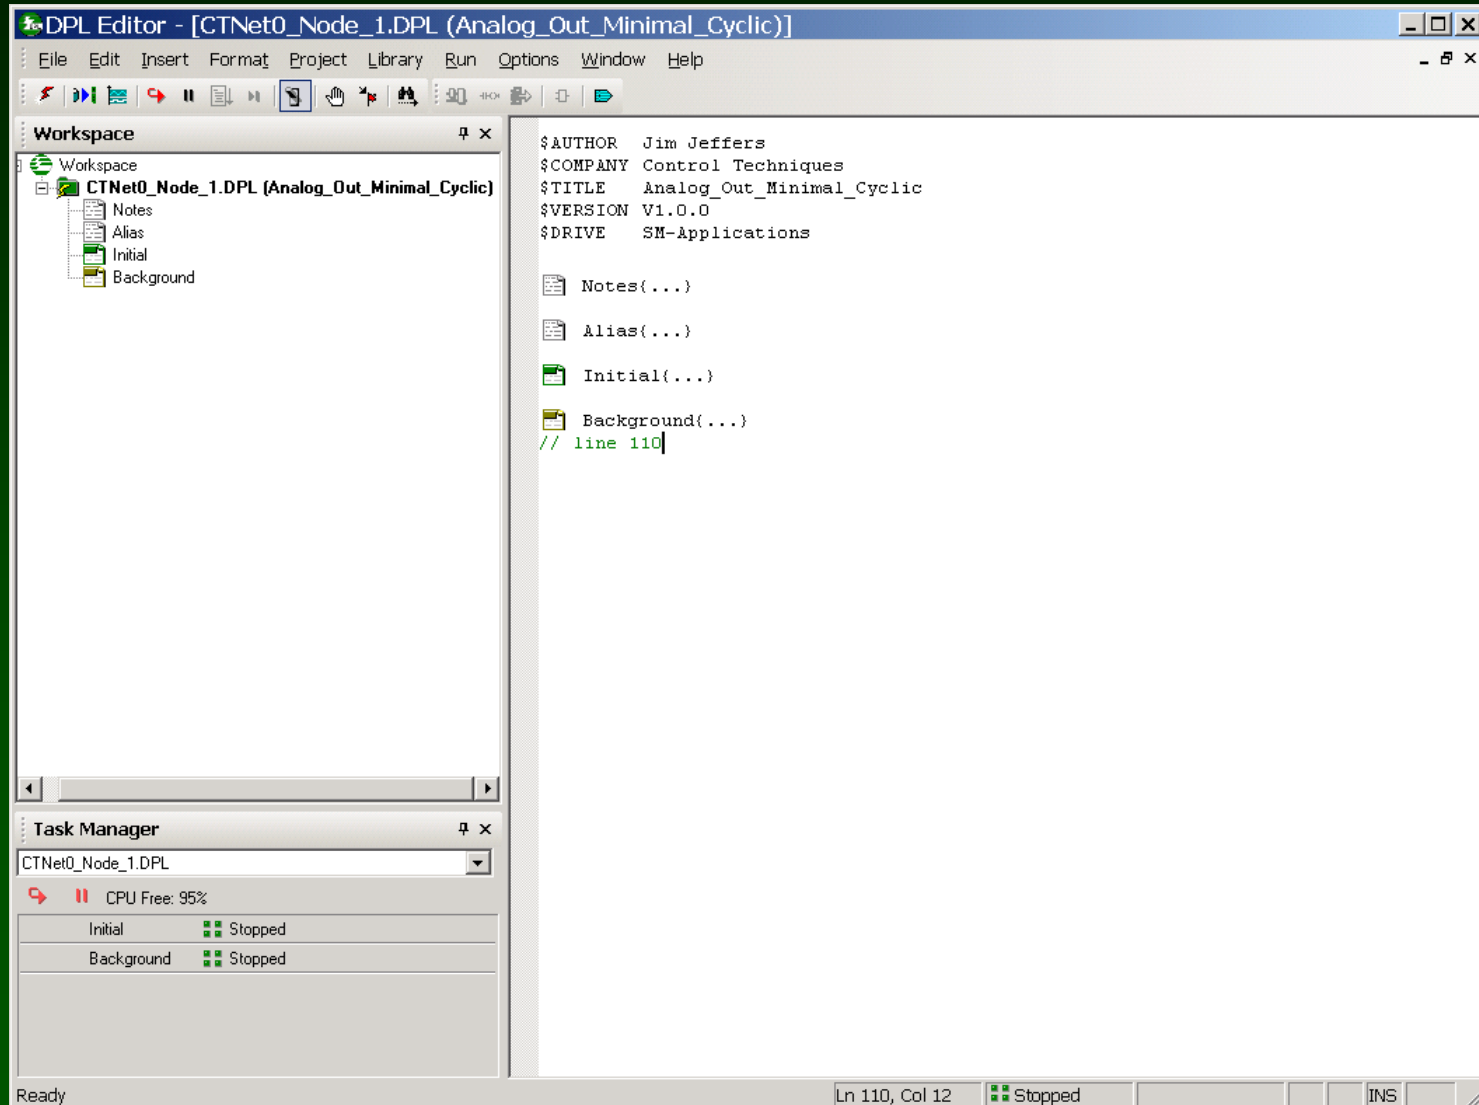 DPL Editor - [CTNet0_Node_1.DPL (Analog_Out_Minimal_Cyclic)]
File Edit Insert Format Project Library Run Options Window Help
Workspace
Workspace
CTNet0_Node_1.DPL (Analog_Out_Minimal_Cyclic)
Notes
Alias
Initial
Background
$AUTHOR Jim Jeffers
$COMPANY Control Techniques
$TITLE Analog_Out_Minimal_Cyclic
$VERSION V1.0.0
$DRIVE SM-Applications
Notes{...}
Alias{...}
Initial{...}
Background{...}
// line 110
Task Manager
CTNet0_Node_1.DPL
CPU Free: 95%
Initial Stopped
Background Stopped
Ready Ln 110, Col 12 Stopped INS